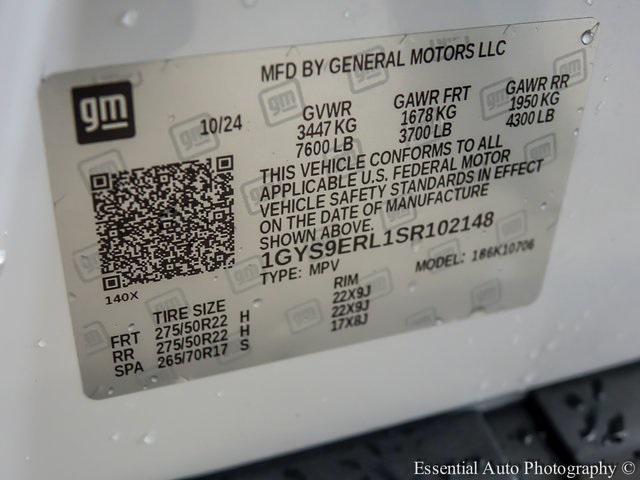 MFD BY GENERAL MOTORS LLC
gm
10/24
GVWR
3447 KG
7600 LB
GAWR FRT
1678 KG
3700 LB
GAWR RR
1950 KG
4300 LB
THIS VEHICLE CONFORMS TO ALL
APPLICABLE U.S. FEDERAL MOTOR
VEHICLE SAFETY STANDARDS IN EFFECT
ON THE DATE OF MANUFACTURE
SHOWN ABOVE.
1GYS9ERL1SR102148
TYPE: MPV
MODEL: 1B6K10706
140X
TIRE SIZE
RIM
FRT 275/50R22 H 22X9J
RR 275/50R22 H 22X9J
SPA 265/70R17 S 17X8J
Essential Auto Photography ©